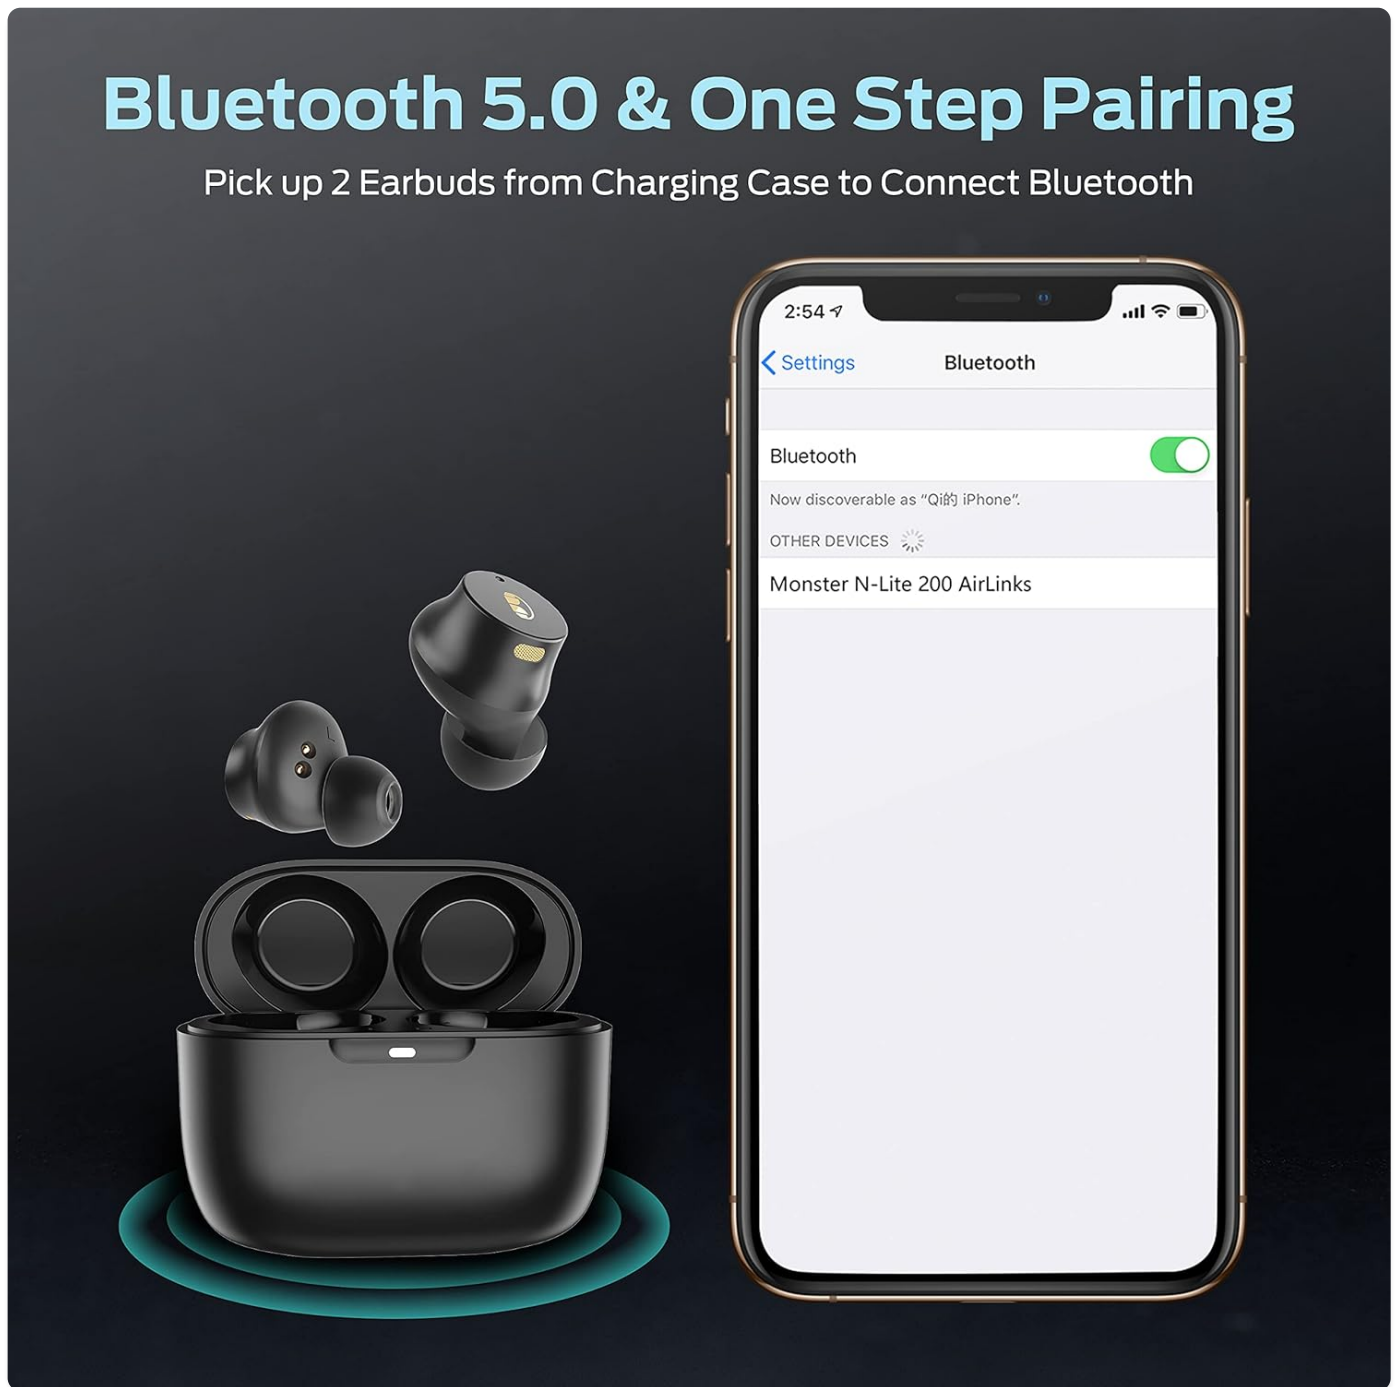 Bluetooth 5.0 & One Step Pairing
Pick up 2 Earbuds from Charging Case to Connect Bluetooth
2:54
Settings
Bluetooth
Bluetooth
Now discoverable as “Qi的 iPhone”.
OTHER DEVICES
Monster N-Lite 200 AirLinks
L